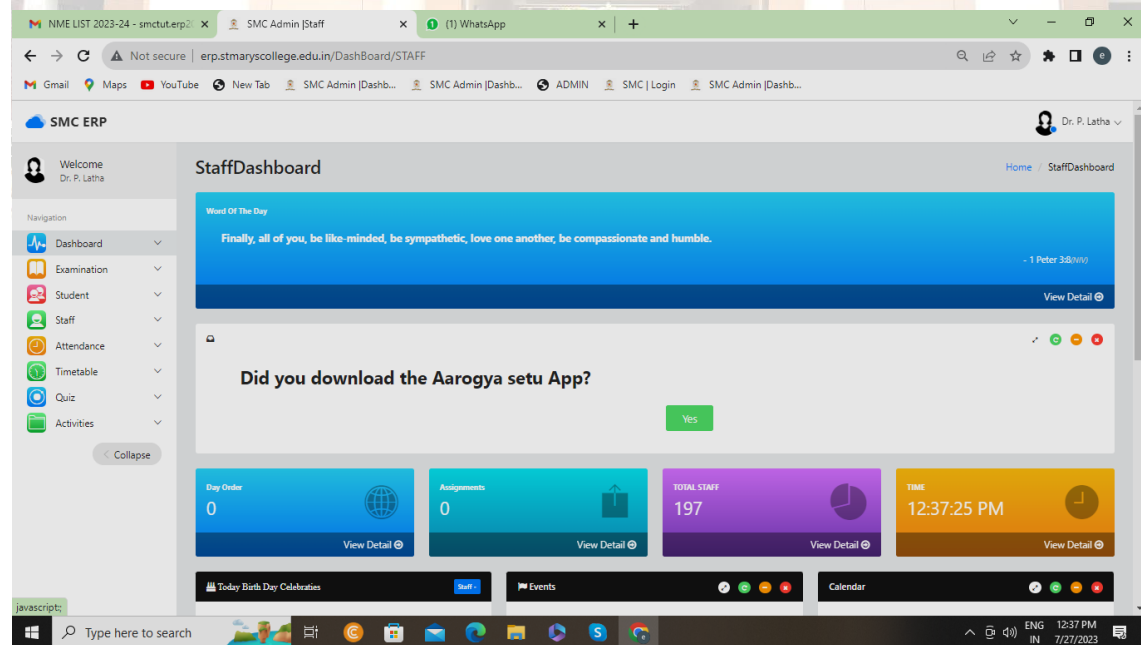 NME LIST 2023-24 - smctut.erp2
SMC Admin |Staff
(1) WhatsApp
Not secure
erp.stmaryscollege.edu.in/DashBoard/STAFF
e
Gmail
Maps
YouTube
New Tab
SMC Admin |Dashb...
SMC Admin |Dashb...
ADMIN
SMC | Login
SMC Admin |Dashb...
SMC ERP
Dr. P. Latha
Welcome
Dr. P. Latha
StaffDashboard
Home / StaffDashboard
Navigation
Dashboard
Examination
Student
Staff
Attendance
Timetable
Quiz
Activities
Collapse
Word Of The Day
Finally, all of you, be like-minded, be sympathetic, love one another, be compassionate and humble.
- 1 Peter 3:8(NIV)
View Detail
Did you download the Aarogya setu App?
Yes
Day Order
0
View Detail
Assignments
0
View Detail
TOTAL STAFF
197
View Detail
TIME
12:37:25 PM
View Detail
Today Birth Day Celebraties
Staff -
Events
Calendar
javascript:;
Type here to search
ENG
IN
12:37 PM
7/27/2023